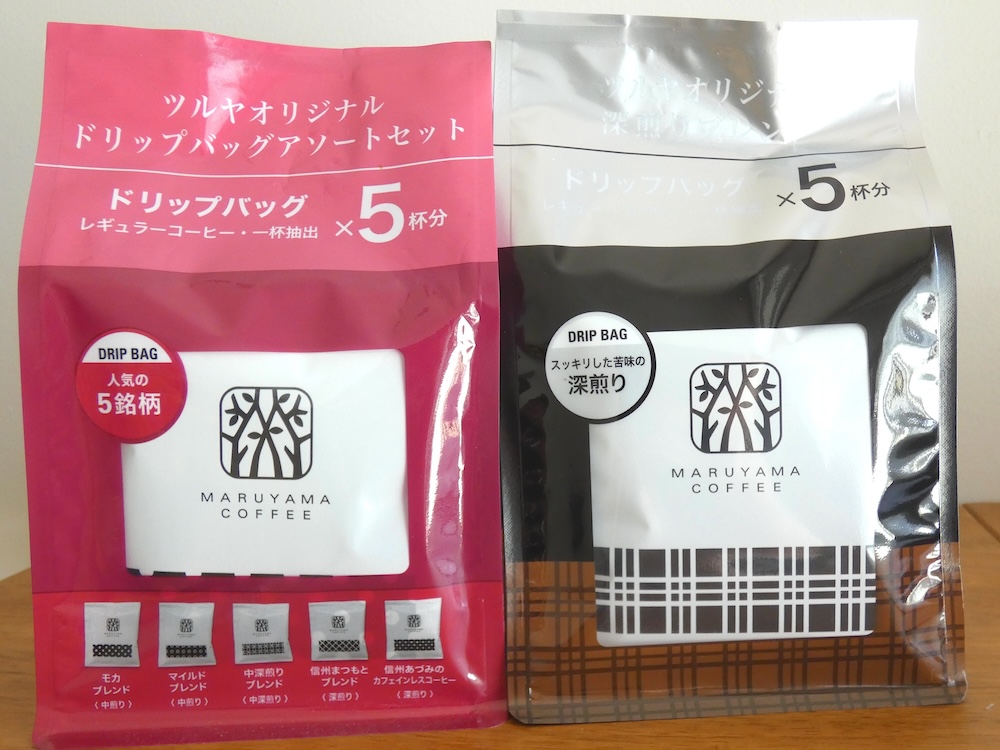 ツルヤオリジナル
ドリップバッグアソートセット
ドリップバッグ
レギュラーコーヒー・一杯抽出
×5杯分
DRIP BAG
人気の
5銘柄
MARUYAMA
COFFEE
モカ
ブレンド
(中煎り)
マイルド
ブレンド
(中煎り)
中深煎り
ブレンド
(中深煎り)
信州まつもと
ブレンド
(深煎り)
信州あづみの
カフェインレスコーヒー
(深煎り)
ツルヤオリジ
深煎りブレン
ドリップバッグ
×5杯分
DRIP BAG
スッキリした苦味の
深煎り
MARUYAMA
COFFEE